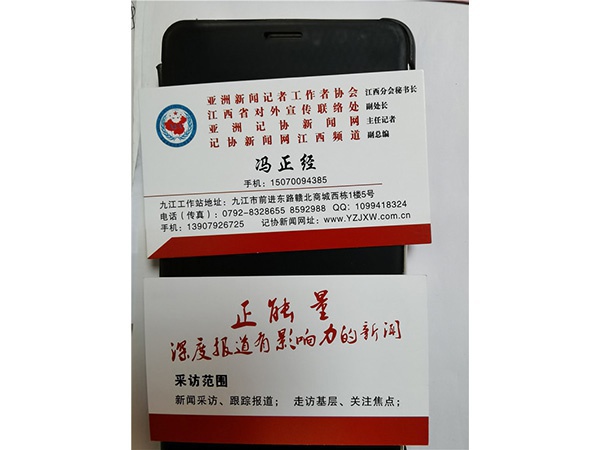 亚洲新闻记者工作者协会 江西分会秘书长
江西省对外宣传联络处 副处长
亚洲记协新闻网 主任记者
记协新闻网江西频道 副总编
冯正经
手机：15070094385
九江工作站地址：九江市前进东路赣北商城西栋1楼5号
电话（传真）：0792-8328655 8592988 QQ：1099418324
手机：13907926725 记协新闻网址：www.YZJXW.com.cn
正能量
深度报道有影响力的新闻
采访范围
新闻采访、跟踪报道； 走访基层、关注焦点；